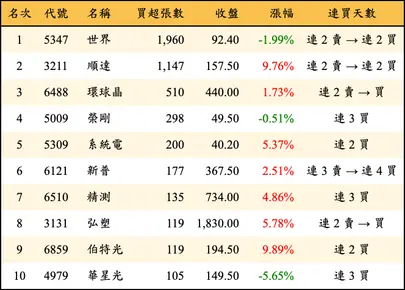 名次 代號 名稱 買超張數 收盤 漲幅 連買天數
1 5347 世界 1,960 92.40 -1.99% 連 2 賣 → 連 2 買
2 3211 順達 1,147 157.50 9.76% 連 2 賣 → 連 2 買
3 6488 環球晶 510 440.00 1.73% 連 2 賣 → 買
4 5009 榮剛 298 49.50 -0.51% 連 3 買
5 5309 系統電 200 40.20 5.37% 連 2 買
6 6121 新普 177 367.50 2.51% 連 3 賣 → 連 4 買
7 6510 精測 135 734.00 4.86% 連 3 買
8 3131 弘塑 119 1,830.00 5.78% 連 2 賣 → 買
9 6859 伯特光 119 194.50 9.89% 連 2 買
10 4979 華星光 105 149.50 -5.65% 連 3 買